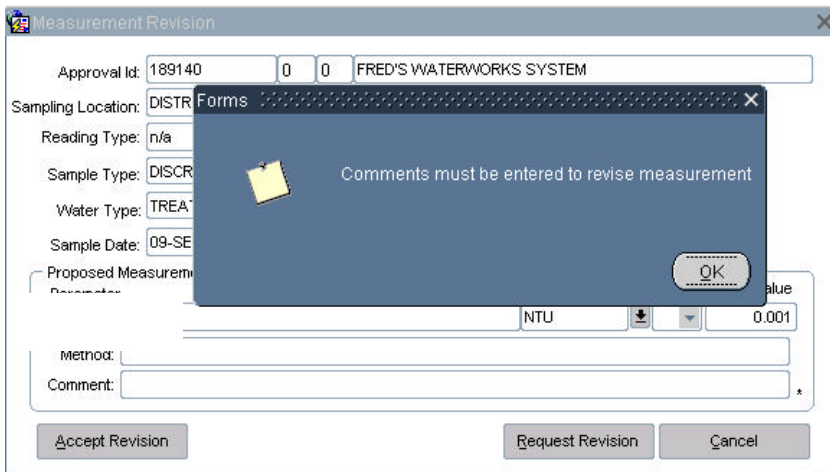 Measurement Revision
Approval Id: 189140 0 0 FRED'S WATERWORKS SYSTEM
Sampling Location: DISTR
Forms
Reading Type: n/a
Sample Type: DISCR
Comments must be entered to revise measurement
Water Type: TREAT
Sample Date: 09-SE
OK
Proposed Measureme
alue
NTU 0.001
Method:
Comment: *
Accept Revision Request Revision Cancel